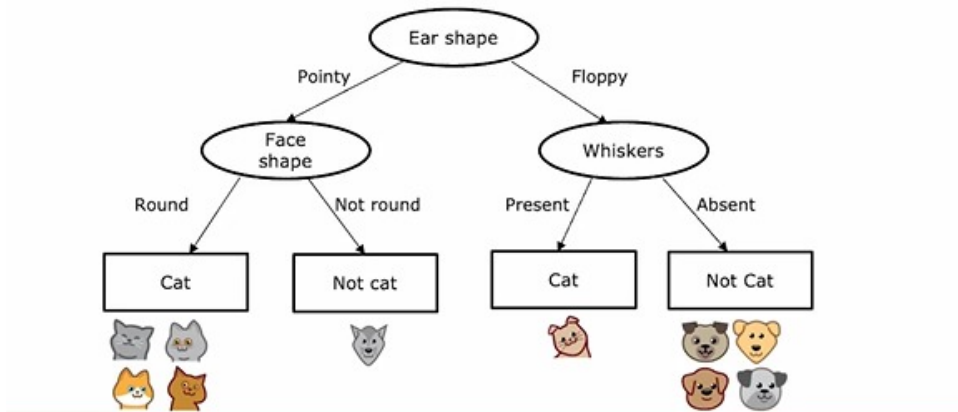 Ear shape
Pointy
Floppy
Face
shape
Whiskers
Round
Not round
Present
Absent
Cat
Not cat
Cat
Not Cat